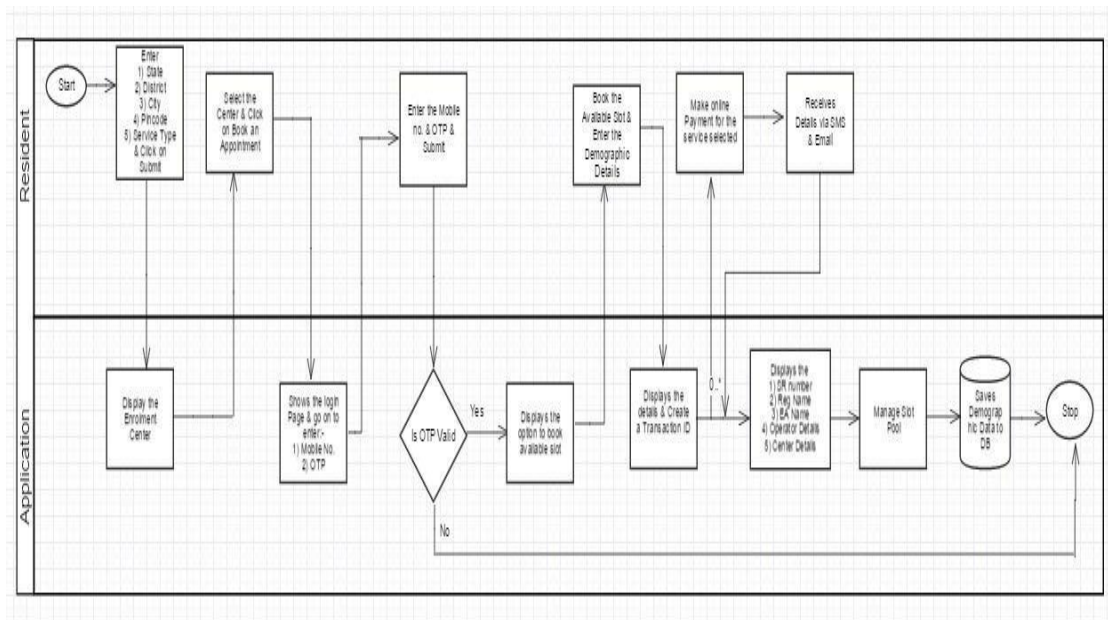 Resident
Start
Enter
1) State
2) District
3) City
4) Pincode
5) Service Type
& Click on
Submit
Select the
Center & Click
on Book an
Appointment
Enter the Mobile
no. & OTP &
Submit
Book the
Available Slot &
Enter the
Demographic
Details
Make online
Payment for the
service selected
Receives
Details via SMS
& Email
Application
Display the
Enrolment
Center
Shows the login
Page & go on to
enter:-
1) Mobile No.
2) OTP
Is OTP Valid
Yes
No
Displays the
option to book
available slot
Displays the
details & Create
a Transaction ID
0..*
Displays the
1) SR number
2) Reg Name
3) EA Name
4) Operator Details
5) Center Details
Manage Slot
Pool
Saves
Demograp
hic Data to
DB
Stop